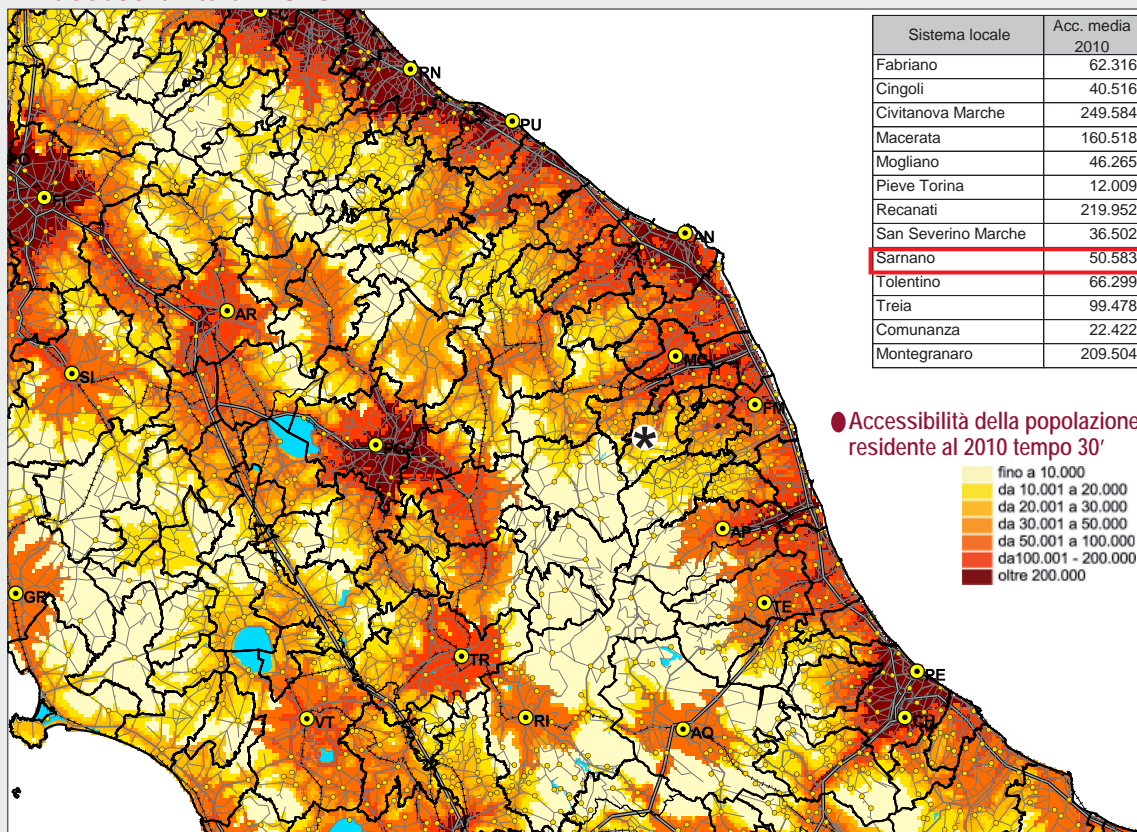 Sistema locale
Acc. media 2010
Fabriano 62.316
Cingoli 40.516
Civitanova Marche 249.584
Macerata 160.518
Mogliano 46.265
Pieve Torina 12.009
Recanati 219.952
San Severino Marche 36.502
Sarnano 50.583
Tolentino 66.299
Treia 99.478
Comunanza 22.422
Montegranaro 209.504
Accessibilità della popolazione
residente al 2010 tempo 30'
fino a 10.000
da 10.001 a 20.000
da 20.001 a 30.000
da 30.001 a 50.000
da 50.001 a 100.000
da100.001 - 200.000
oltre 200.000
RN
PU
AN
FI
AR
SI
MC
FM
*
PG
AP
GR
TE
TR
PE
VT
RI
AQ
CH